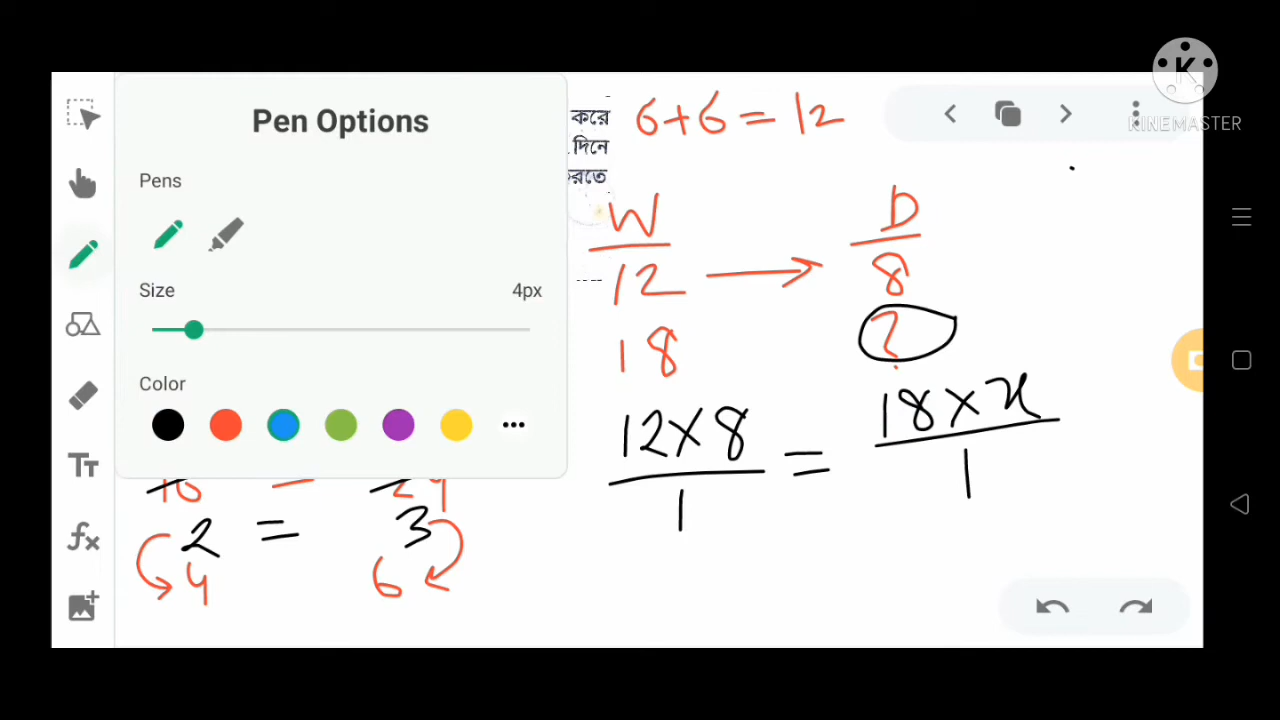 Pen Options
Pens
Size 4px
Color
করে
দিনে
করতে
6+6=12
W D
12 → 8
18 ?
12×8 = 18×x
1 1
2 = 3
4 6
KINEMASTER